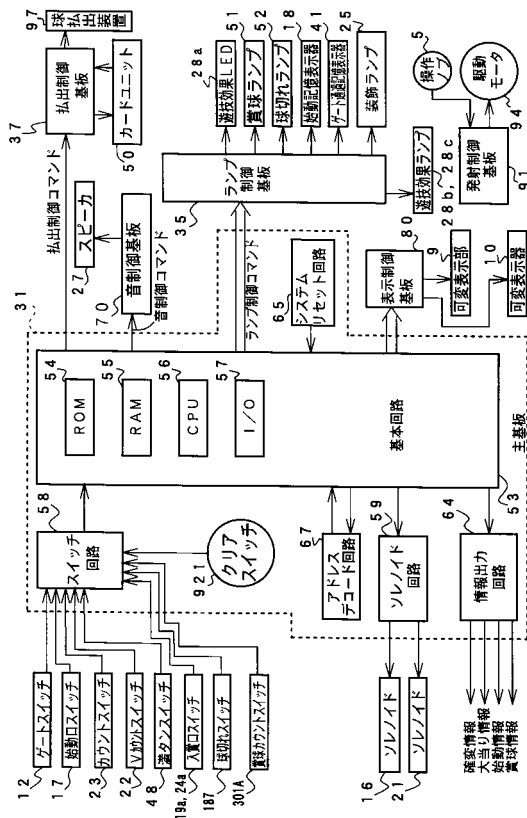 12
ゲートスイッチ
17
始動口スイッチ
23
カウントスイッチ
22
Vカウントスイッチ
48
満タンスイッチ
19a, 24a
入賞口スイッチ
187
球切れスイッチ
301A
賞球カウントスイッチ
16
ソレノイド
21
ソレノイド
確変情報
大当り情報
始動情報
賞球情報
31
58
スイッチ
回路
921
クリア
スイッチ
67
アドレス
デコード回路
59
ソレノイド
回路
64
情報出力
回路
54
ROM
55
RAM
56
CPU
57
I/O
基本回路
53
主基板
65
システム
リセット回路
払出制御コマンド
音制御コマンド
ランプ制御コマンド
97
球払出装置
37
払出制御
基板
50
カードユニット
27
スピーカ
70
音制御基板
35
ランプ
制御
基板
28a
遊技効果LED
51
賞球ランプ
52
球切れランプ
18
始動記憶表示器
41
ゲート通過記憶表示器
25
装飾ランプ
遊技効果ランプ
28b, 28c
80
表示制御
基板
9
可変表示部
10
可変表示器
5
操作
ノブ
駆動
モータ
94
発射制御
基板
91